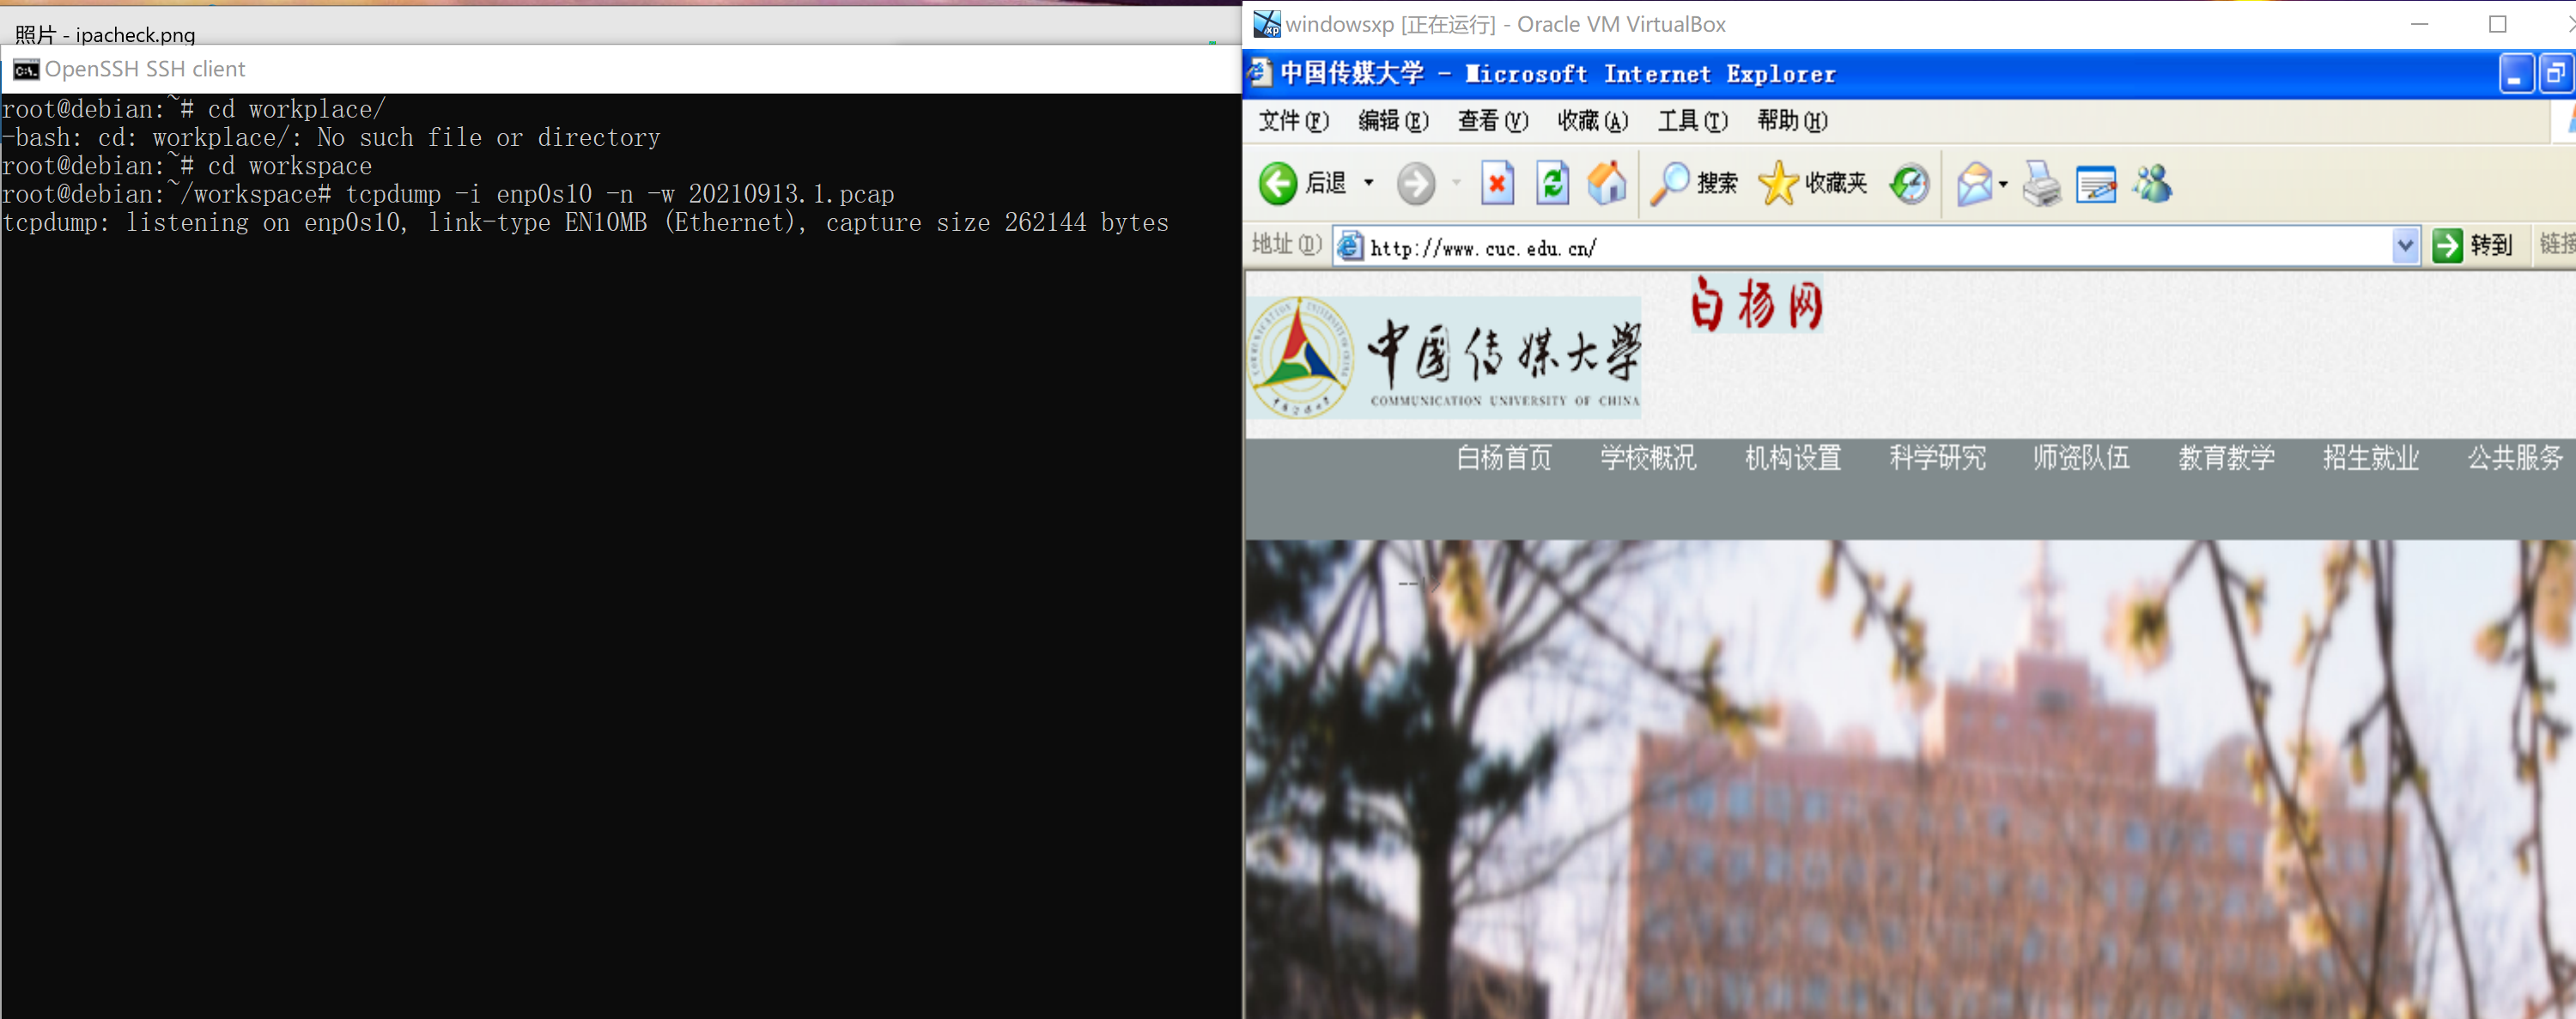 照片 - ipacheck.png
OpenSSH SSH client
root@debian:~# cd workplace/
-bash: cd: workplace/: No such file or directory
root@debian:~# cd workspace
root@debian:~/workspace# tcpdump -i enp0s10 -n -w 20210913.1.pcap
tcpdump: listening on enp0s10, link-type EN10MB (Ethernet), capture size 262144 bytes
windowsxp [正在运行] - Oracle VM VirtualBox
中国传媒大学 - Microsoft Internet Explorer
文件(F) 编辑(E) 查看(V) 收藏(A) 工具(T) 帮助(H)
后退 搜索 收藏夹
地址(D) http://www.cuc.edu.cn/ 转到 链接
白杨网
中国传媒大学
COMMUNICATION UNIVERSITY OF CHINA
白杨首页 学校概况 机构设置 科学研究 师资队伍 教育教学 招生就业 公共服务